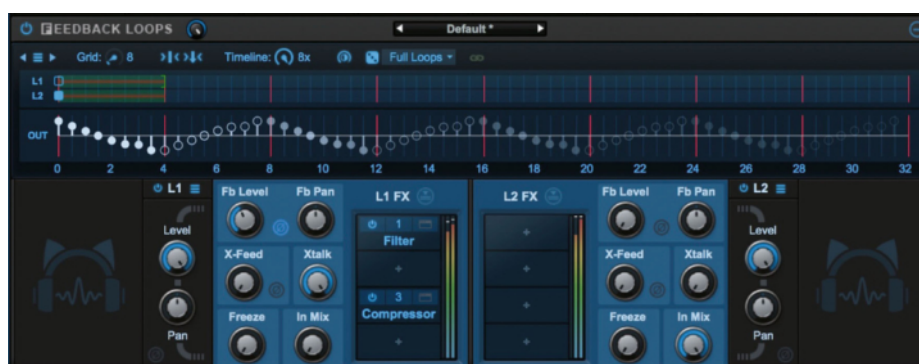 FEEDBACK LOOPS Default *
Grid: 8 Timeline: 8x Full Loops
L1
L2
OUT
0 2 4 6 8 10 12 14 16 18 20 22 24 26 28 30 32
L1 Fb Level Fb Pan L1 FX L2 FX Fb Level Fb Pan L2
Level 1 Level
Filter
X-Feed Xtalk X-Feed Xtalk
3
Pan Freeze In Mix Compressor Freeze In Mix Pan